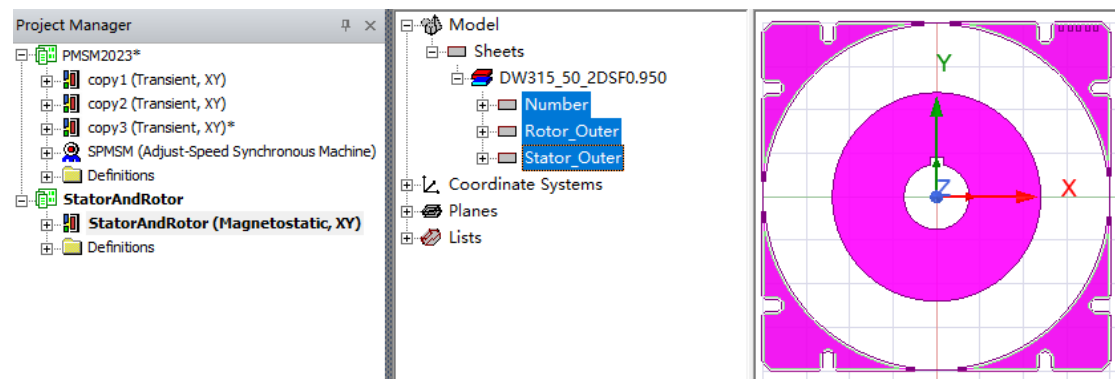 Project Manager
PMSM2023*
copy1 (Transient, XY)
copy2 (Transient, XY)
copy3 (Transient, XY)*
SPMSM (Adjust-Speed Synchronous Machine)
Definitions
StatorAndRotor
StatorAndRotor (Magnetostatic, XY)
Definitions
Model
Sheets
DW315_50_2DSF0.950
Number
Rotor_Outer
Stator_Outer
Coordinate Systems
Planes
Lists
Y
Z
X